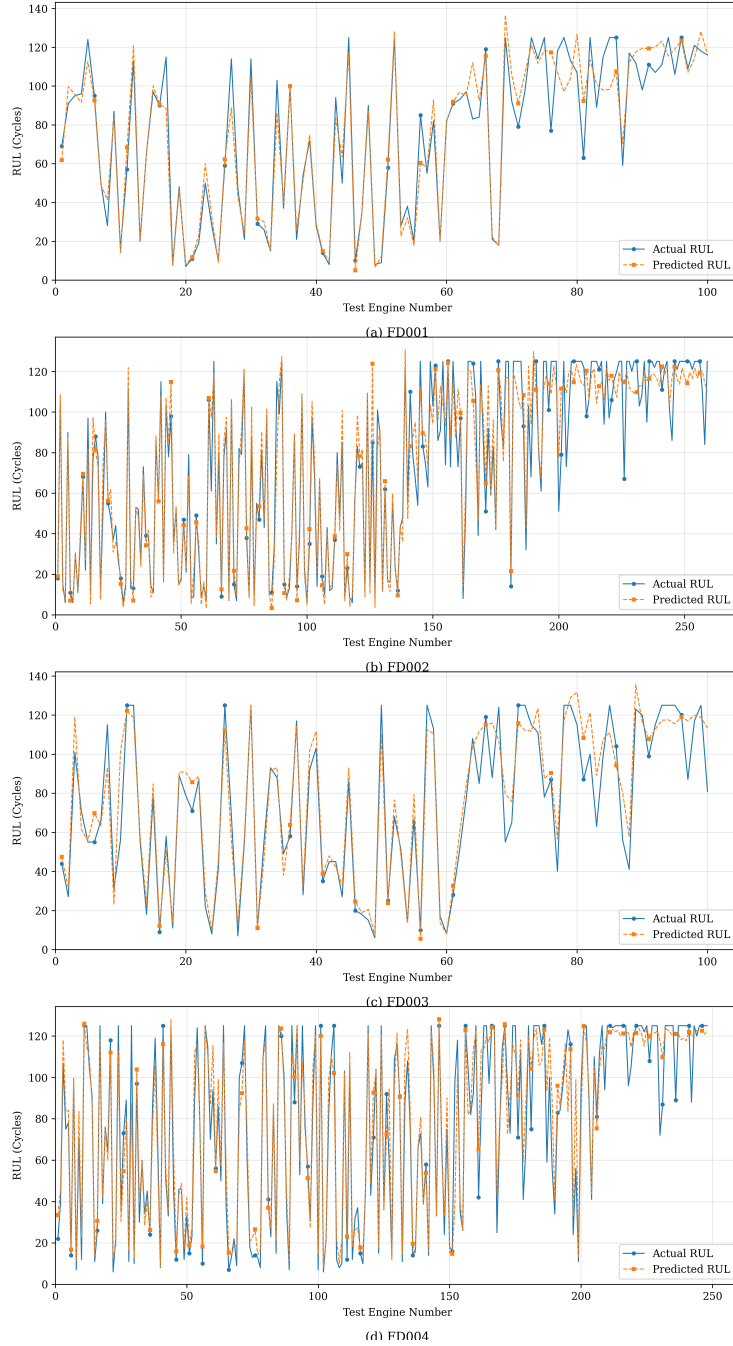 140
120
100
80
60
40
20
0
RUL (Cycles)
0 20 40 60 80 100
Test Engine Number
Actual RUL
Predicted RUL
(a) FD001
120
100
80
60
40
20
0
RUL (Cycles)
0 50 100 150 200 250
Test Engine Number
Actual RUL
Predicted RUL
(b) FD002
140
120
100
80
60
40
20
0
RUL (Cycles)
0 20 40 60 80 100
Test Engine Number
Actual RUL
Predicted RUL
(c) FD003
120
100
80
60
40
20
0
RUL (Cycles)
0 50 100 150 200 250
Test Engine Number
Actual RUL
Predicted RUL
(d) FD004